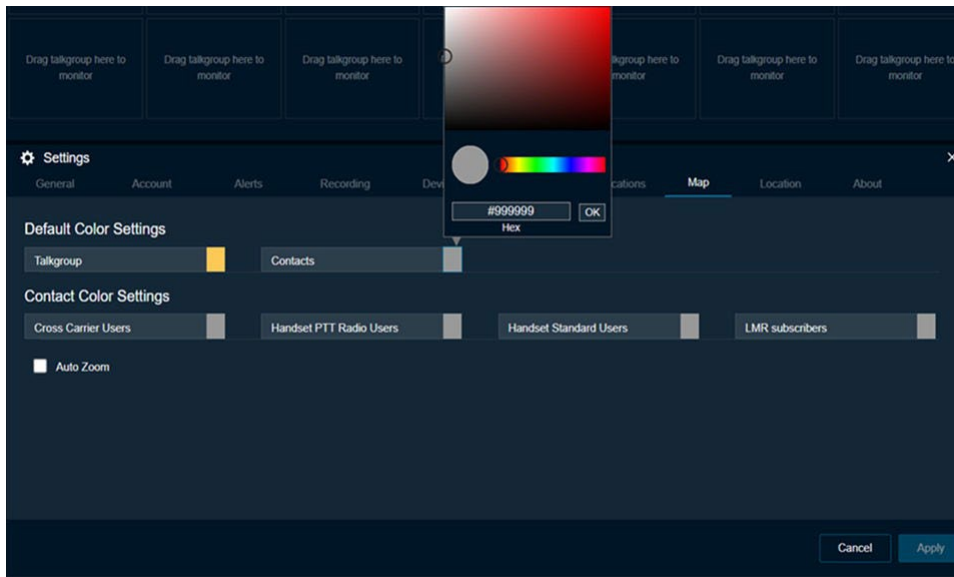 Drag talkgroup here to
monitor
Drag talkgroup here to
monitor
Drag talkgroup here to
monitor
kgroup here to
monitor
Drag talkgroup here to
monitor
Drag talkgroup here to
monitor
#999999
OK
Hex
Settings
General Account Alerts Recording Devi cations Map Location About
Default Color Settings
Talkgroup Contacts
Contact Color Settings
Cross Carrier Users Handset PTT Radio Users Handset Standard Users LMR subscribers
Auto Zoom
Cancel Apply